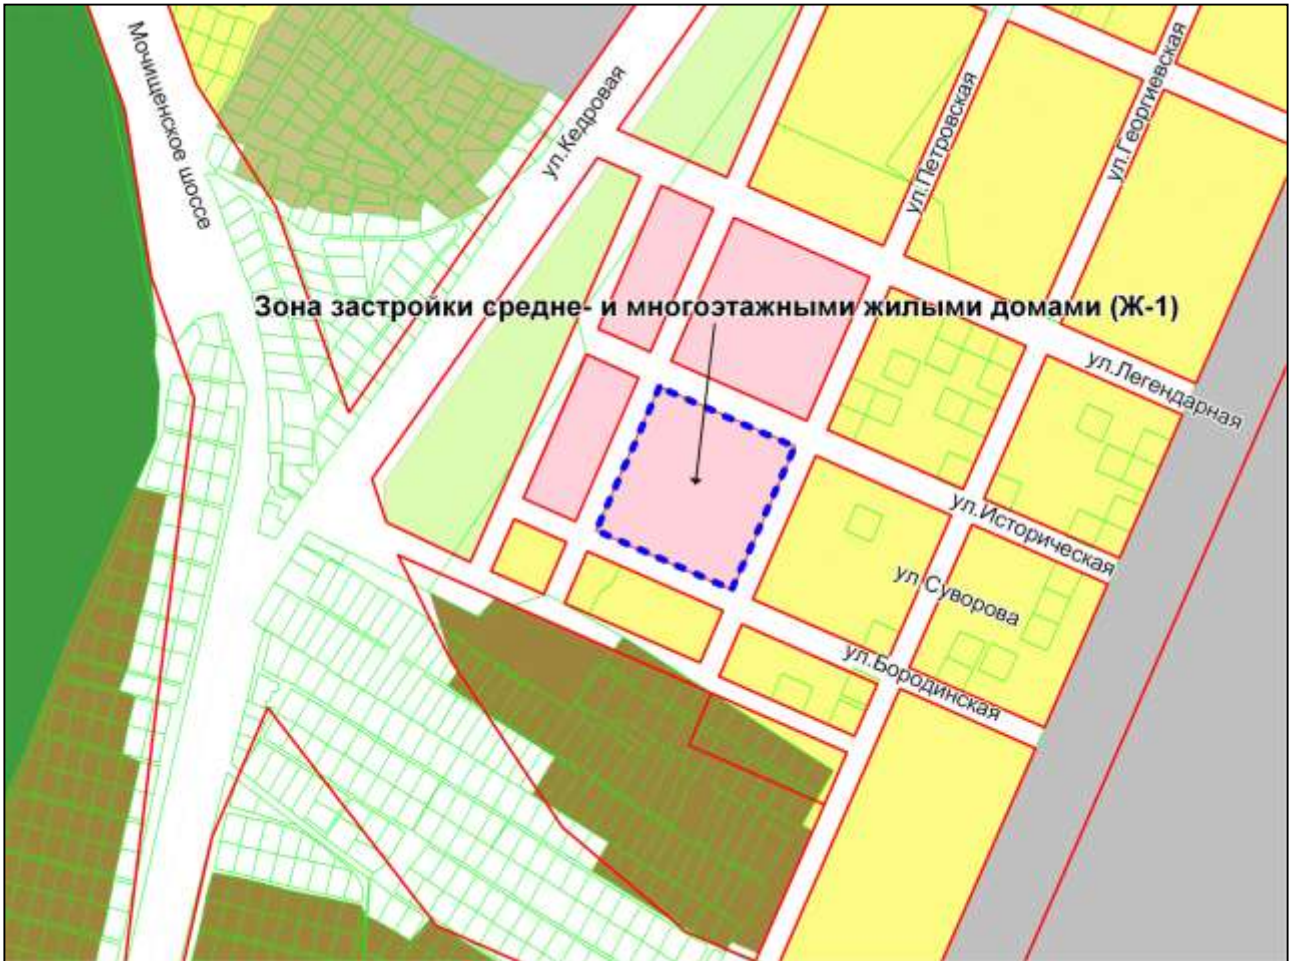 Мочищенское шоссе
ул.Кедровая
ул.Петровская
ул.Георгиевская
Зона застройки средне- и многоэтажными жилыми домами (Ж-1)
ул.Легендарная
ул.Историческая
ул.Суворова
ул.Бородинская